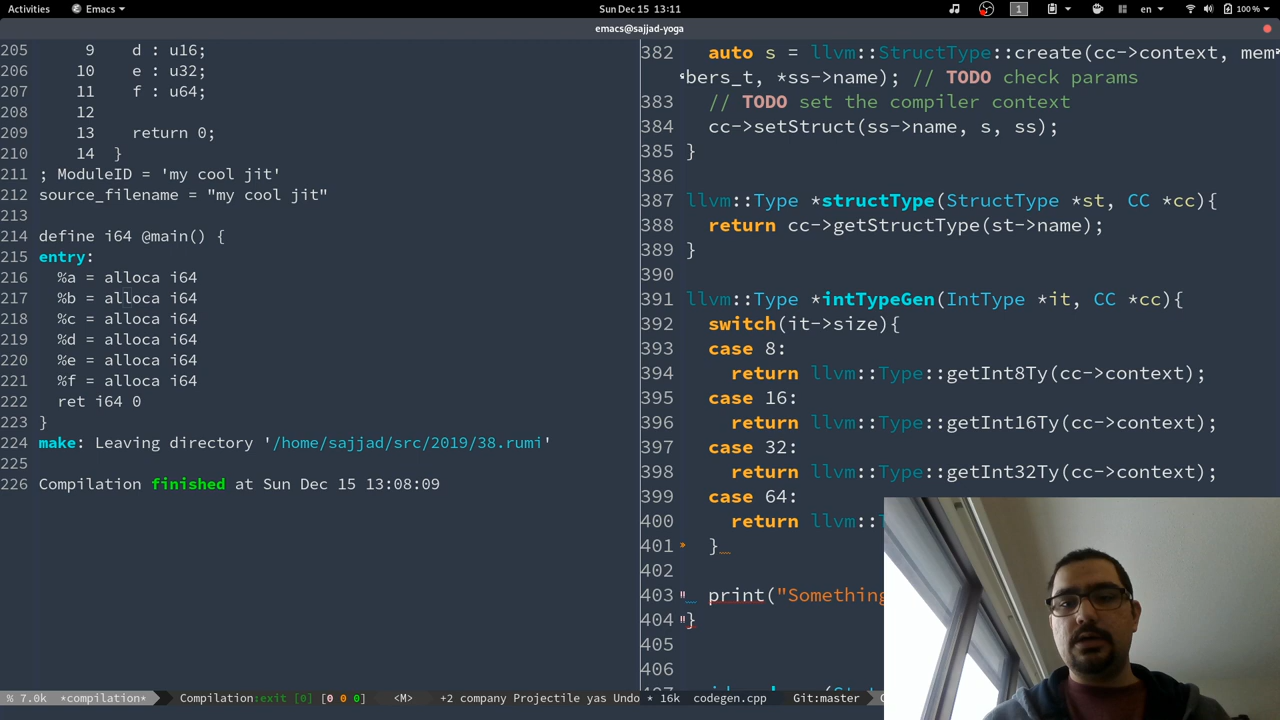 Activities Emacs Sun Dec 15 13:11 1 en 100 %
emacs@sajjad-yoga
205 9 d : u16;
206 10 e : u32;
207 11 f : u64;
208 12
209 13 return 0;
210 14 }
211 ; ModuleID = 'my cool jit'
212 source_filename = "my cool jit"
213
214 define i64 @main() {
215 entry:
216 %a = alloca i64
217 %b = alloca i64
218 %c = alloca i64
219 %d = alloca i64
220 %e = alloca i64
221 %f = alloca i64
222 ret i64 0
223 }
224 make: Leaving directory '/home/sajjad/src/2019/38.rumi'
225
226 Compilation finished at Sun Dec 15 13:08:09
% 7.0k *compilation* Compilation:exit [0] [0 0 0] <M> +2 company Projectile yas Undo
382 auto s = llvm::StructType::create(cc->context, mem
bers_t, *ss->name); // TODO check params
383 // TODO set the compiler context
384 cc->setStruct(ss->name, s, ss);
385 }
386
387 llvm::Type *structType(StructType *st, CC *cc){
388 return cc->getStructType(st->name);
389 }
390
391 llvm::Type *intTypeGen(IntType *it, CC *cc){
392 switch(it->size){
393 case 8:
394 return llvm::Type::getInt8Ty(cc->context);
395 case 16:
396 return llvm::Type::getInt16Ty(cc->context);
397 case 32:
398 return llvm::Type::getInt32Ty(cc->context);
399 case 64:
400 return llvm::
401 }
402
403 print("Something
404 }
405
406
* 16k codegen.cpp Git:master